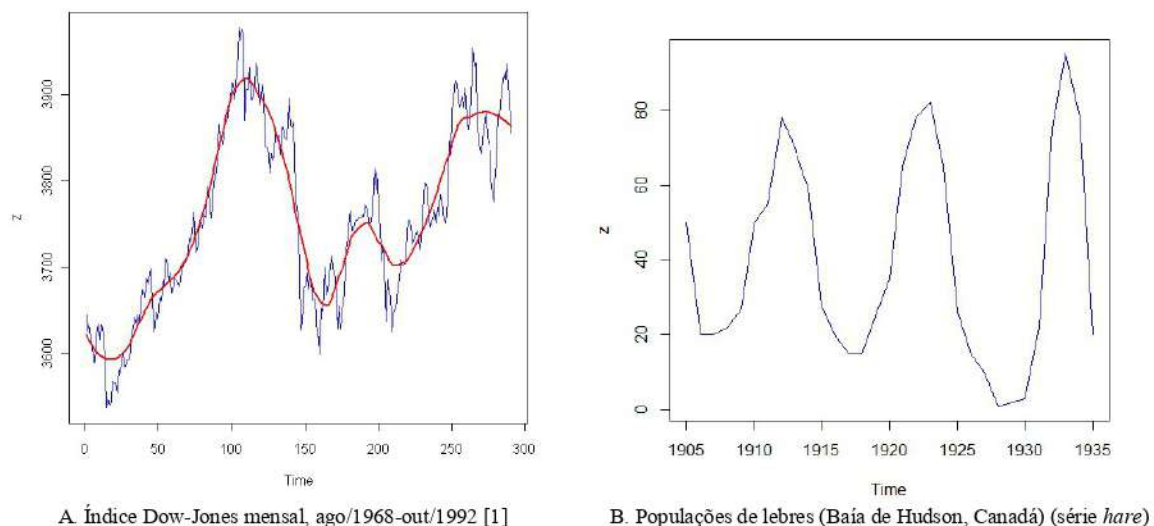 3900
3800
3700
3600
z
0 50 100 150 200 250 300
Time
A. Índice Dow-Jones mensal, ago/1968-out/1992 [1]
80
60
40
20
0
z
1905 1910 1915 1920 1925 1930 1935
Time
B. Populações de lebres (Baía de Hudson, Canadá) (série hare)